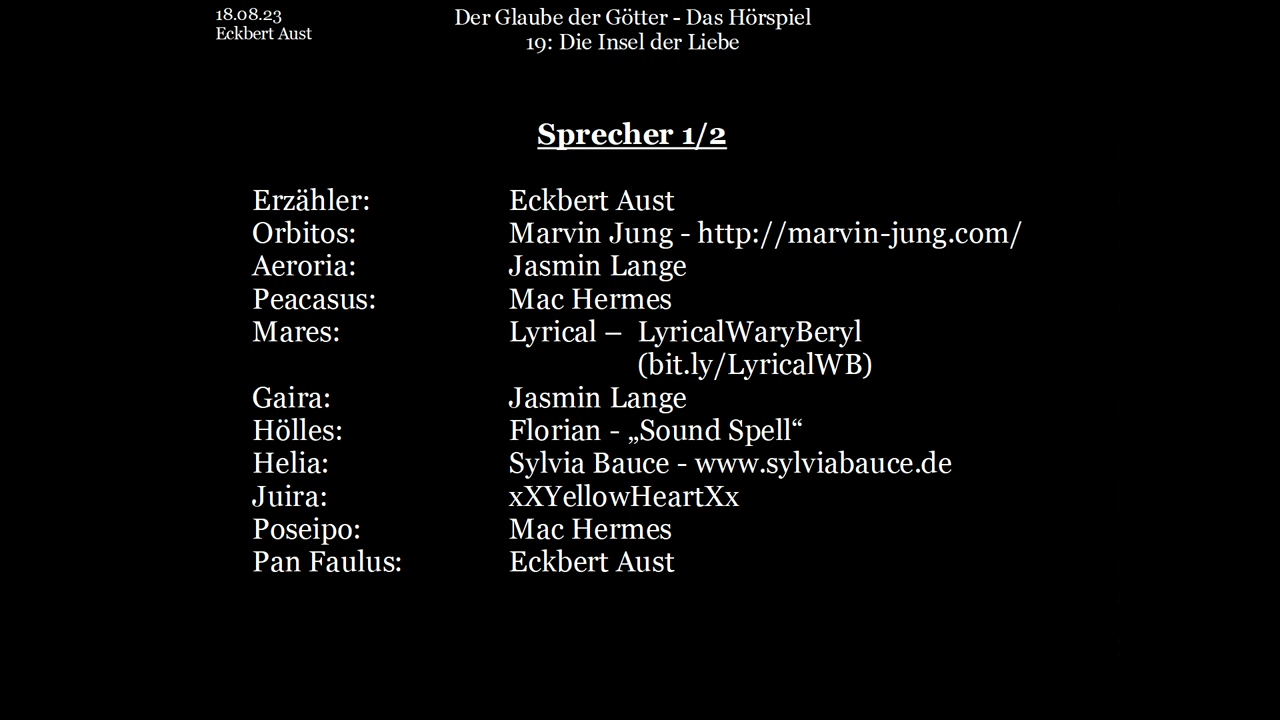 18.08.23
Eckbert Aust
Der Glaube der Götter - Das Hörspiel
19: Die Insel der Liebe
Sprecher 1/2
Erzähler: Eckbert Aust
Orbitos: Marvin Jung - http://marvin-jung.com/
Aeroria: Jasmin Lange
Peacasus: Mac Hermes
Mares: Lyrical – LyricalWaryBeryl
(bit.ly/LyricalWB)
Gaira: Jasmin Lange
Hölles: Florian - „Sound Spell“
Helia: Sylvia Bauce - www.sylviabauce.de
Juira: xXYellowHeartXx
Poseipo: Mac Hermes
Pan Faulus: Eckbert Aust